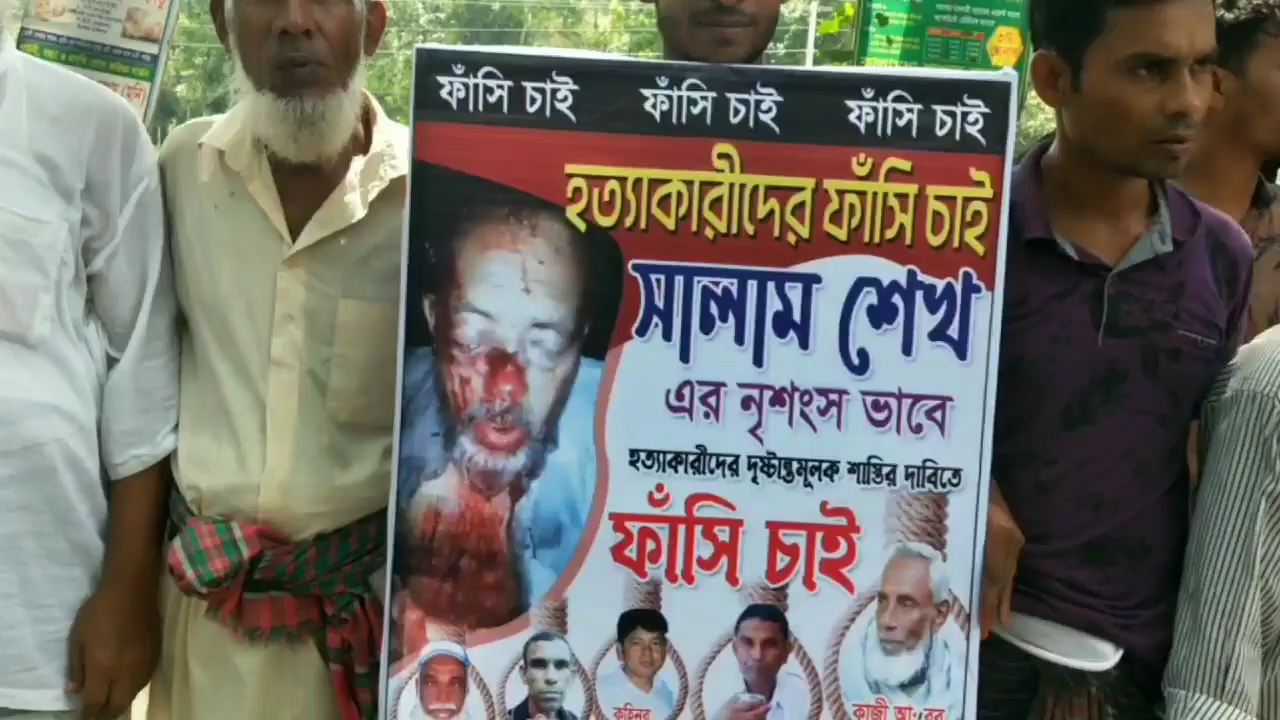 ফাঁসি চাই ফাঁসি চাই ফাঁসি চাই
হত্যাকারীদের ফাঁসি চাই
সালাম শেখ
এর নৃশংস ভাবে
হত্যাকারীদের দৃষ্টান্তমূলক শাস্তির দাবিতে
ফাঁসি চাই
কাজী